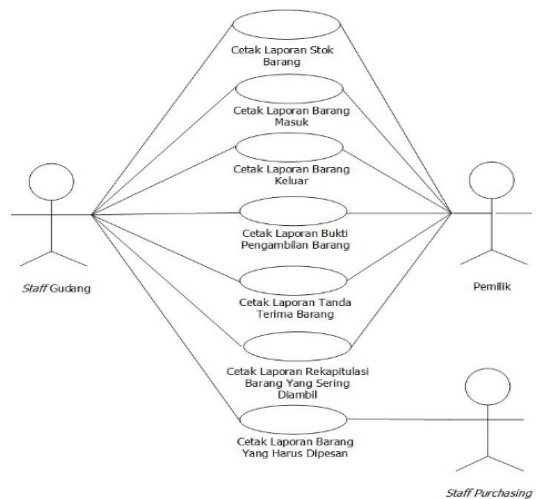 Cetak Laporan Stok
Barang
Cetak Laporan Barang
Masuk
Cetak Laporan Barang
Keluar
Cetak Laporan Bukti
Pengambilan Barang
Staff Gudang
Pemilik
Cetak Laporan Tanda
Terima Barang
Cetak Laporan Rekapitulasi
Barang Yang Sering
Diambil
Cetak Laporan Barang
Yang Harus Dipesan
Staff Purchasing